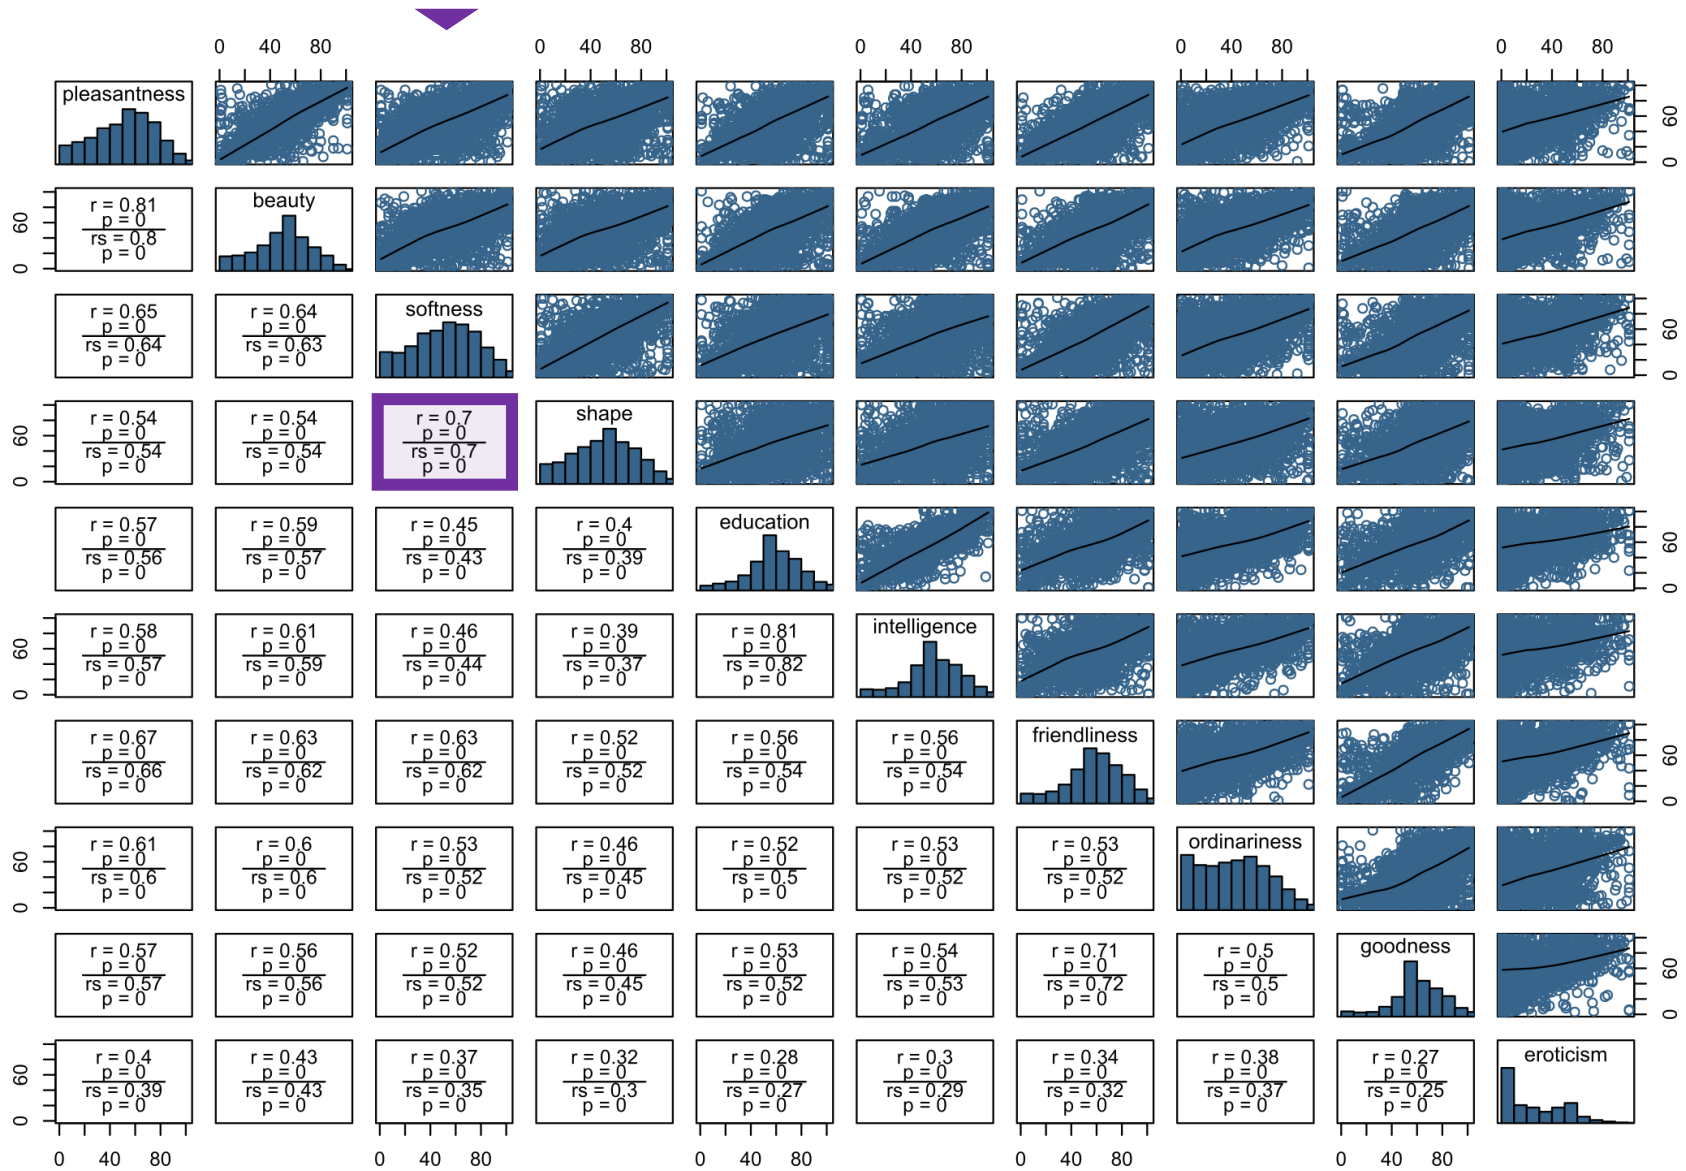 0 40 80 0 40 80 0 40 80 0 40 80 0 40 80
pleasantness
0 60
0 60
r = 0.81
p = 0
rs = 0.8
p = 0
beauty
r = 0.65
p = 0
rs = 0.64
p = 0
r = 0.64
p = 0
rs = 0.63
p = 0
softness
0 60
0 60
r = 0.54
p = 0
rs = 0.54
p = 0
r = 0.54
p = 0
rs = 0.54
p = 0
r = 0.7
p = 0
rs = 0.7
p = 0
shape
r = 0.57
p = 0
rs = 0.56
p = 0
r = 0.59
p = 0
rs = 0.57
p = 0
r = 0.45
p = 0
rs = 0.43
p = 0
r = 0.4
p = 0
rs = 0.39
p = 0
education
0 60
0 60
r = 0.58
p = 0
rs = 0.57
p = 0
r = 0.61
p = 0
rs = 0.59
p = 0
r = 0.46
p = 0
rs = 0.44
p = 0
r = 0.39
p = 0
rs = 0.37
p = 0
r = 0.81
p = 0
rs = 0.82
p = 0
intelligence
r = 0.67
p = 0
rs = 0.66
p = 0
r = 0.63
p = 0
rs = 0.62
p = 0
r = 0.63
p = 0
rs = 0.62
p = 0
r = 0.52
p = 0
rs = 0.52
p = 0
r = 0.56
p = 0
rs = 0.54
p = 0
r = 0.56
p = 0
rs = 0.54
p = 0
friendliness
0 60
0 60
r = 0.61
p = 0
rs = 0.6
p = 0
r = 0.6
p = 0
rs = 0.6
p = 0
r = 0.53
p = 0
rs = 0.52
p = 0
r = 0.46
p = 0
rs = 0.45
p = 0
r = 0.52
p = 0
rs = 0.5
p = 0
r = 0.53
p = 0
rs = 0.52
p = 0
r = 0.53
p = 0
rs = 0.52
p = 0
ordinariness
r = 0.57
p = 0
rs = 0.57
p = 0
r = 0.56
p = 0
rs = 0.56
p = 0
r = 0.52
p = 0
rs = 0.52
p = 0
r = 0.46
p = 0
rs = 0.45
p = 0
r = 0.53
p = 0
rs = 0.52
p = 0
r = 0.54
p = 0
rs = 0.53
p = 0
r = 0.71
p = 0
rs = 0.72
p = 0
r = 0.5
p = 0
rs = 0.5
p = 0
goodness
0 60
0 60
r = 0.4
p = 0
rs = 0.39
p = 0
r = 0.43
p = 0
rs = 0.43
p = 0
r = 0.37
p = 0
rs = 0.35
p = 0
r = 0.32
p = 0
rs = 0.3
p = 0
r = 0.28
p = 0
rs = 0.27
p = 0
r = 0.3
p = 0
rs = 0.29
p = 0
r = 0.34
p = 0
rs = 0.32
p = 0
r = 0.38
p = 0
rs = 0.37
p = 0
r = 0.27
p = 0
rs = 0.25
p = 0
eroticism
0 40 80 0 40 80 0 40 80 0 40 80 0 40 80